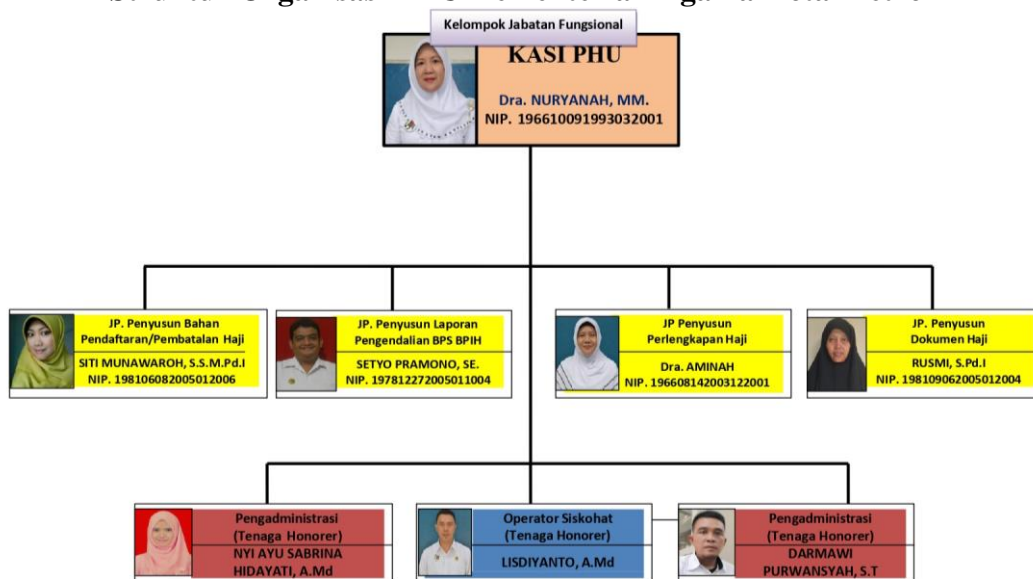 Kelompok Jabatan Fungsional
KASI PHU
Dra. NURYANAH, MM.
NIP. 196610091993032001
JP. Penyusun Bahan
Pendaftaran/Pembatalan Haji
SITI MUNAWAROH, S.S.M.Pd.I
NIP. 198106082005012006
JP. Penyusun Laporan
Pengendalian BPS BPIH
SETYO PRAMONO, SE.
NIP. 197812272005011004
JP Penyusun
Perlengkapan Haji
Dra. AMINAH
NIP. 196608142003122001
JP. Penyusun
Dokumen Haji
RUSMI, S.Pd.I
NIP. 198109062005012004
Pengadministrasi
(Tenaga Honorer)
NYI AYU SABRINA
HIDAYATI, A.Md
Operator Siskohat
(Tenaga Honorer)
LISDIYANTO, A.Md
Pengadministrasi
(Tenaga Honorer)
DARMAWI
PURWANSYAH, S.T